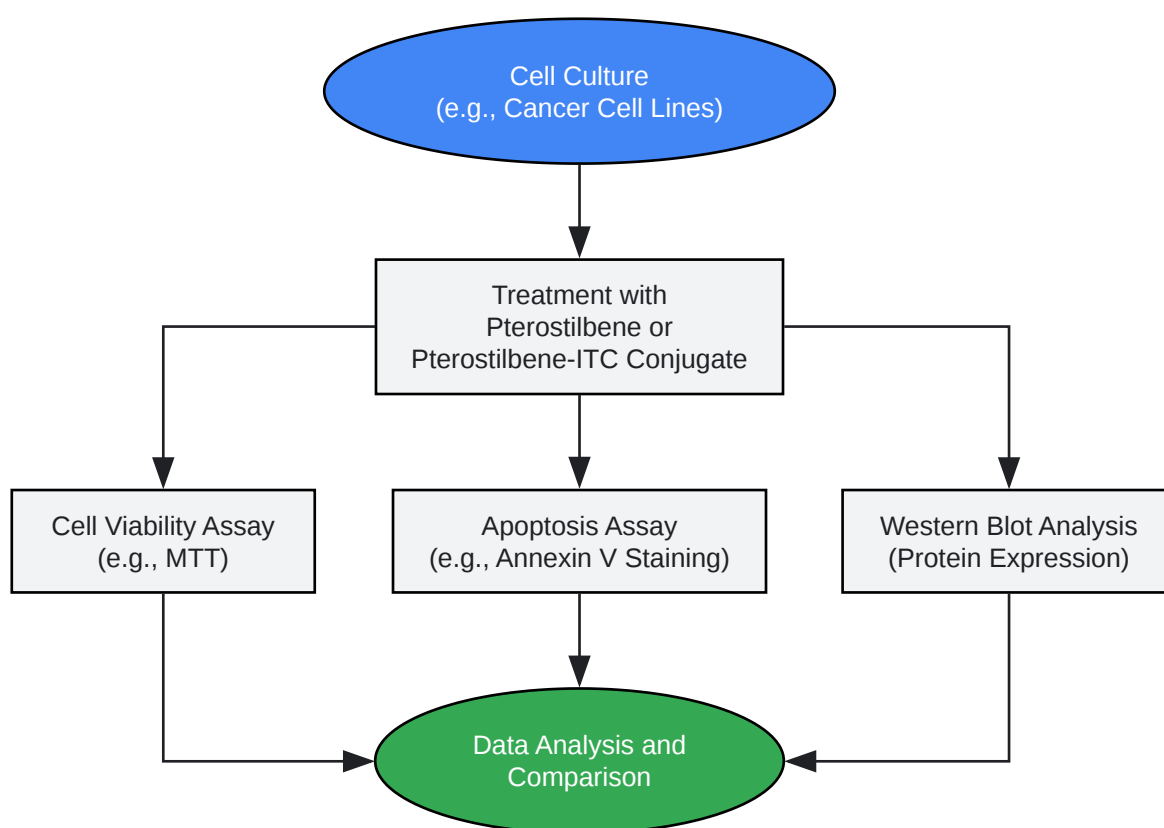 Cell Culture
(e.g., Cancer Cell Lines)
Treatment with
Pterostilbene or
Pterostilbene-ITC Conjugate
Cell Viability Assay
(e.g., MTT)
Apoptosis Assay
(e.g., Annexin V Staining)
Western Blot Analysis
(Protein Expression)
Data Analysis and
Comparison